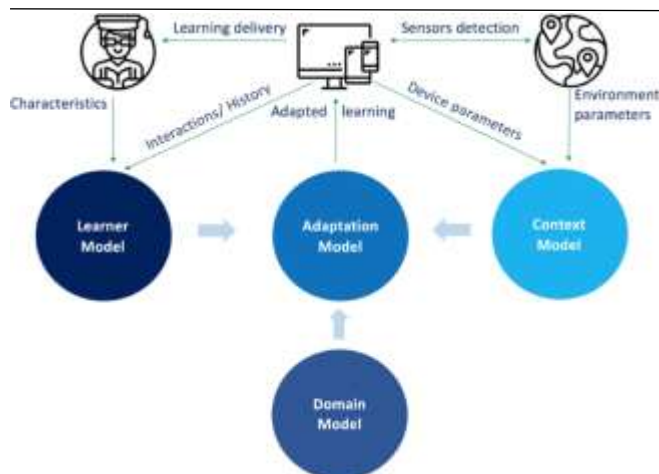 Learning delivery
Sensors detection
Characteristics
Interactions/ History
Adapted learning
Device parameters
Environment
parameters
Learner
Model
Adaptation
Model
Context
Model
Domain
Model